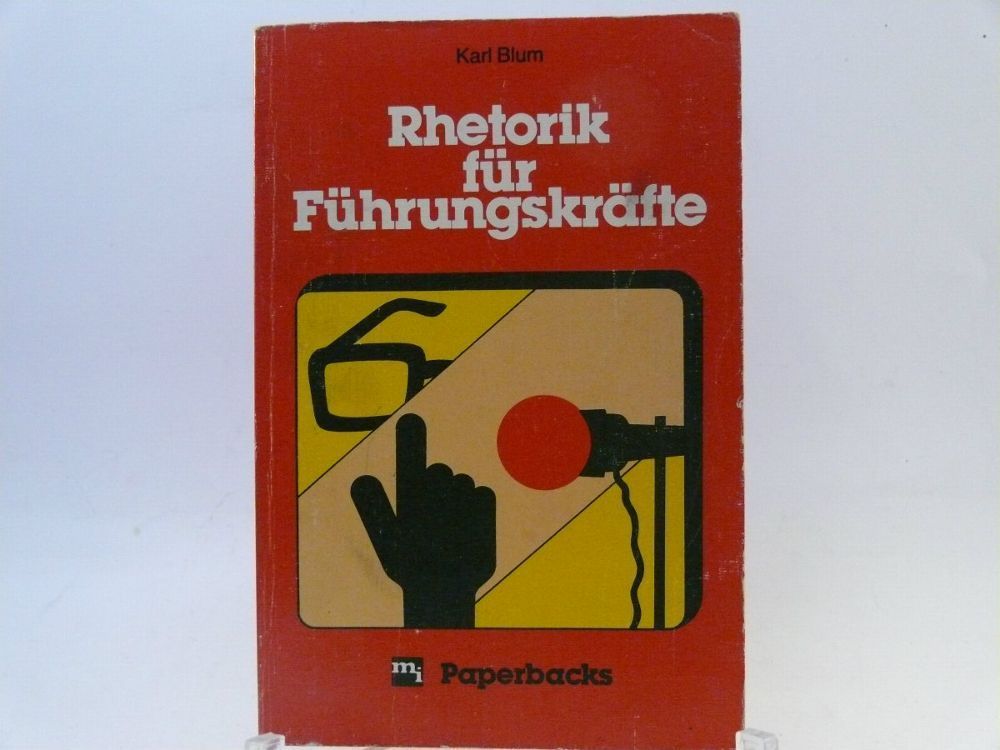 Karl Blum
Rhetorik
für
Führungskräfte
mi Paperbacks